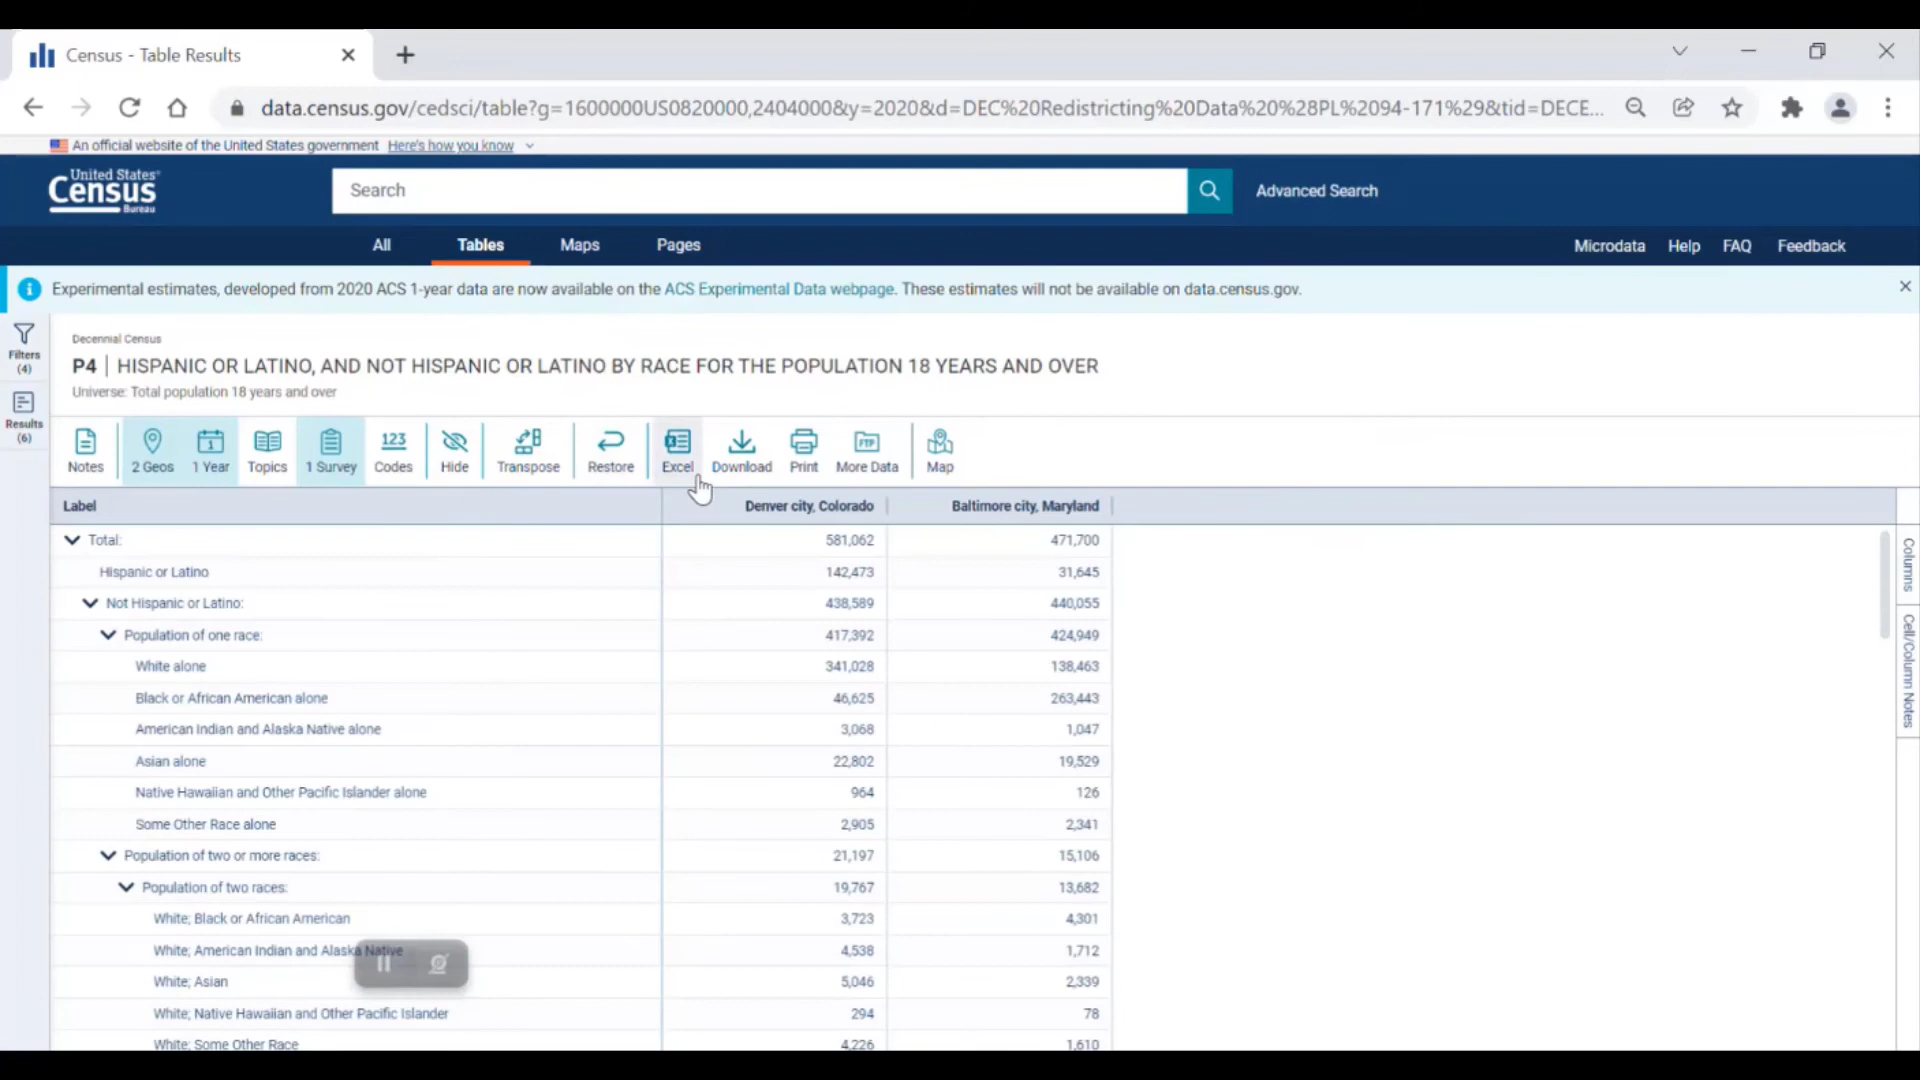 Census - Table Results
data.census.gov/cedsci/table?g=1600000US0820000,2404000&y=2020&d=DEC%20Redistricting%20Data%20%28PL%2094-171%29&tid=DECE...
An official website of the United States government Here's how you know
United States®
Census
Bureau
Search
Advanced Search
All Tables Maps Pages
Microdata Help FAQ Feedback
Experimental estimates, developed from 2020 ACS 1-year data are now available on the ACS Experimental Data webpage. These estimates will not be available on data.census.gov.
Filters
(4)
Results
(6)
Decennial Census
P4 | HISPANIC OR LATINO, AND NOT HISPANIC OR LATINO BY RACE FOR THE POPULATION 18 YEARS AND OVER
Universe: Total population 18 years and over
1 123 FTP
Notes 2 Geos 1 Year Topics 1 Survey Codes Hide Transpose Restore Excel Download Print More Data Map
Label Denver city, Colorado Baltimore city, Maryland
Total: 581,062 471,700
Hispanic or Latino 142,473 31,645
Not Hispanic or Latino: 438,589 440,055
Population of one race: 417,392 424,949
White alone 341,028 138,463
Black or African American alone 46,625 263,443
American Indian and Alaska Native alone 3,068 1,047
Asian alone 22,802 19,529
Native Hawaiian and Other Pacific Islander alone 964 126
Some Other Race alone 2,905 2,341
Population of two or more races: 21,197 15,106
Population of two races: 19,767 13,682
White; Black or African American 3,723 4,301
White; American Indian and Alaska Native 4,538 1,712
White; Asian 5,046 2,339
White; Native Hawaiian and Other Pacific Islander 294 78
White; Some Other Race 4,226 1,610
Columns
Cell/Column Notes